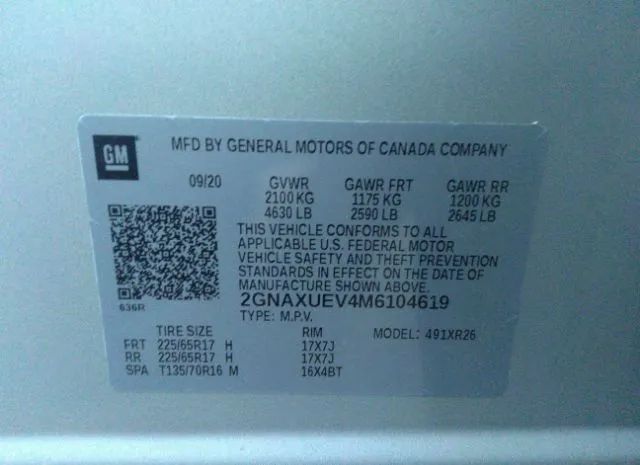 GM
MFD BY GENERAL MOTORS OF CANADA COMPANY
09/20 GVWR GAWR FRT GAWR RR
2100 KG 1175 KG 1200 KG
4630 LB 2590 LB 2645 LB
THIS VEHICLE CONFORMS TO ALL
APPLICABLE U.S. FEDERAL MOTOR
VEHICLE SAFETY AND THEFT PREVENTION
STANDARDS IN EFFECT ON THE DATE OF
MANUFACTURE SHOWN ABOVE.
636R
2GNAXUEV4M6104619
TYPE: M.P.V.
TIRE SIZE RIM MODEL: 491XR26
FRT 225/65R17 H 17X7J
RR 225/65R17 H 17X7J
SPA T135/70R16 M 16X4BT